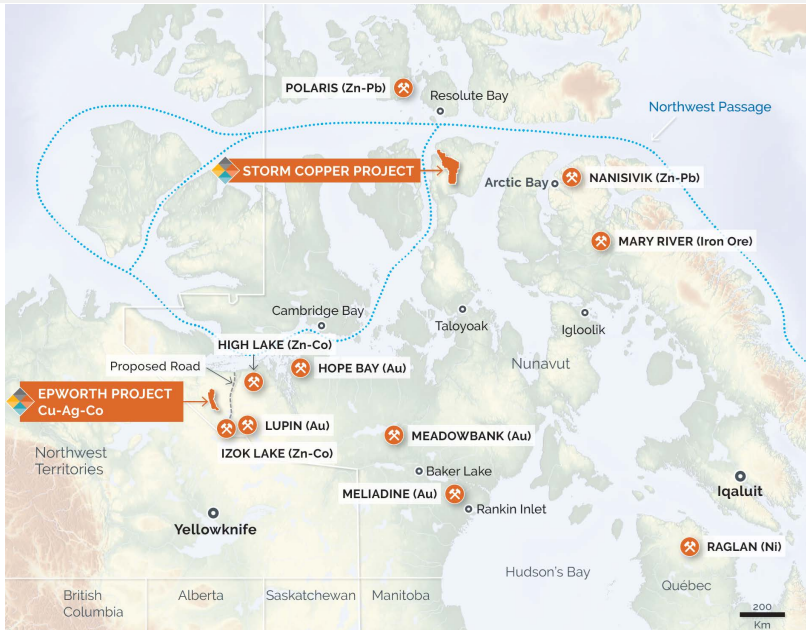 POLARIS (Zn-Pb)
Resolute Bay
Northwest Passage
STORM COPPER PROJECT
Arctic Bay
NANISIVIK (Zn-Pb)
MARY RIVER (Iron Ore)
Cambridge Bay
Taloyoak
Igloolik
HIGH LAKE (Zn-Co)
Nunavut
Proposed Road
HOPE BAY (Au)
EPWORTH PROJECT
Cu-Ag-Co
LUPIN (Au)
MEADOWBANK (Au)
IZOK LAKE (Zn-Co)
Northwest
Territories
Baker Lake
MELIADINE (Au)
Iqaluit
Rankin Inlet
Yellowknife
RAGLAN (Ni)
Hudson's Bay
Québec
British
Columbia
Alberta
Saskatchewan
Manitoba
200
Km